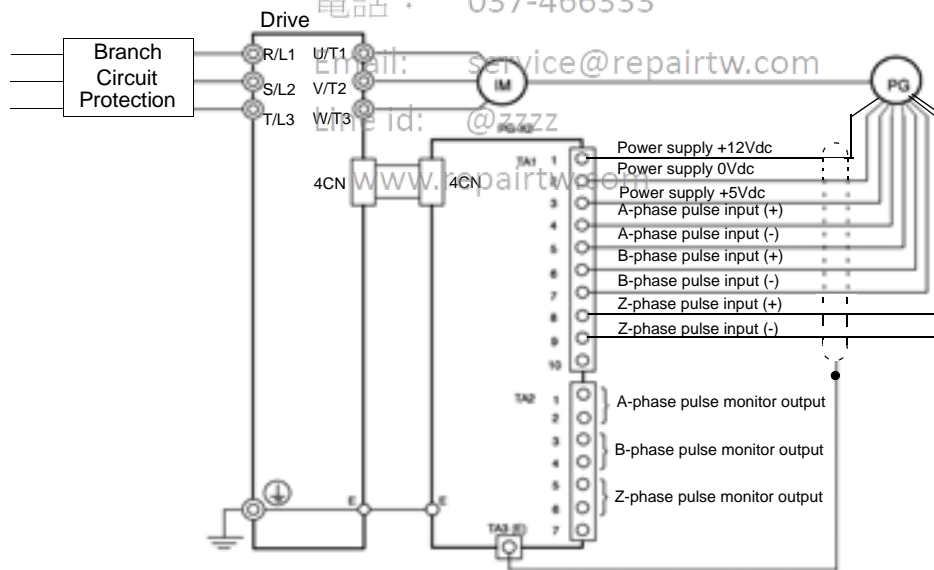 電話： 037-466333
Drive
Branch
Circuit
Protection
R/L1 U/T1
S/L2 V/T2
T/L3 W/T3
Email: service@repairtw.com
IM
PG
Line id: @zzzz
PG-X2
4CN
4CN
www.repairtw.com
TA1
1 Power supply +12Vdc
2 Power supply 0Vdc
3 Power supply +5Vdc
4 A-phase pulse input (+)
5 A-phase pulse input (-)
6 B-phase pulse input (+)
7 B-phase pulse input (-)
8 Z-phase pulse input (+)
9 Z-phase pulse input (-)
10
TA2
1
2
A-phase pulse monitor output
3
4
B-phase pulse monitor output
5
6
Z-phase pulse monitor output
7
E
E
TA3 (E)